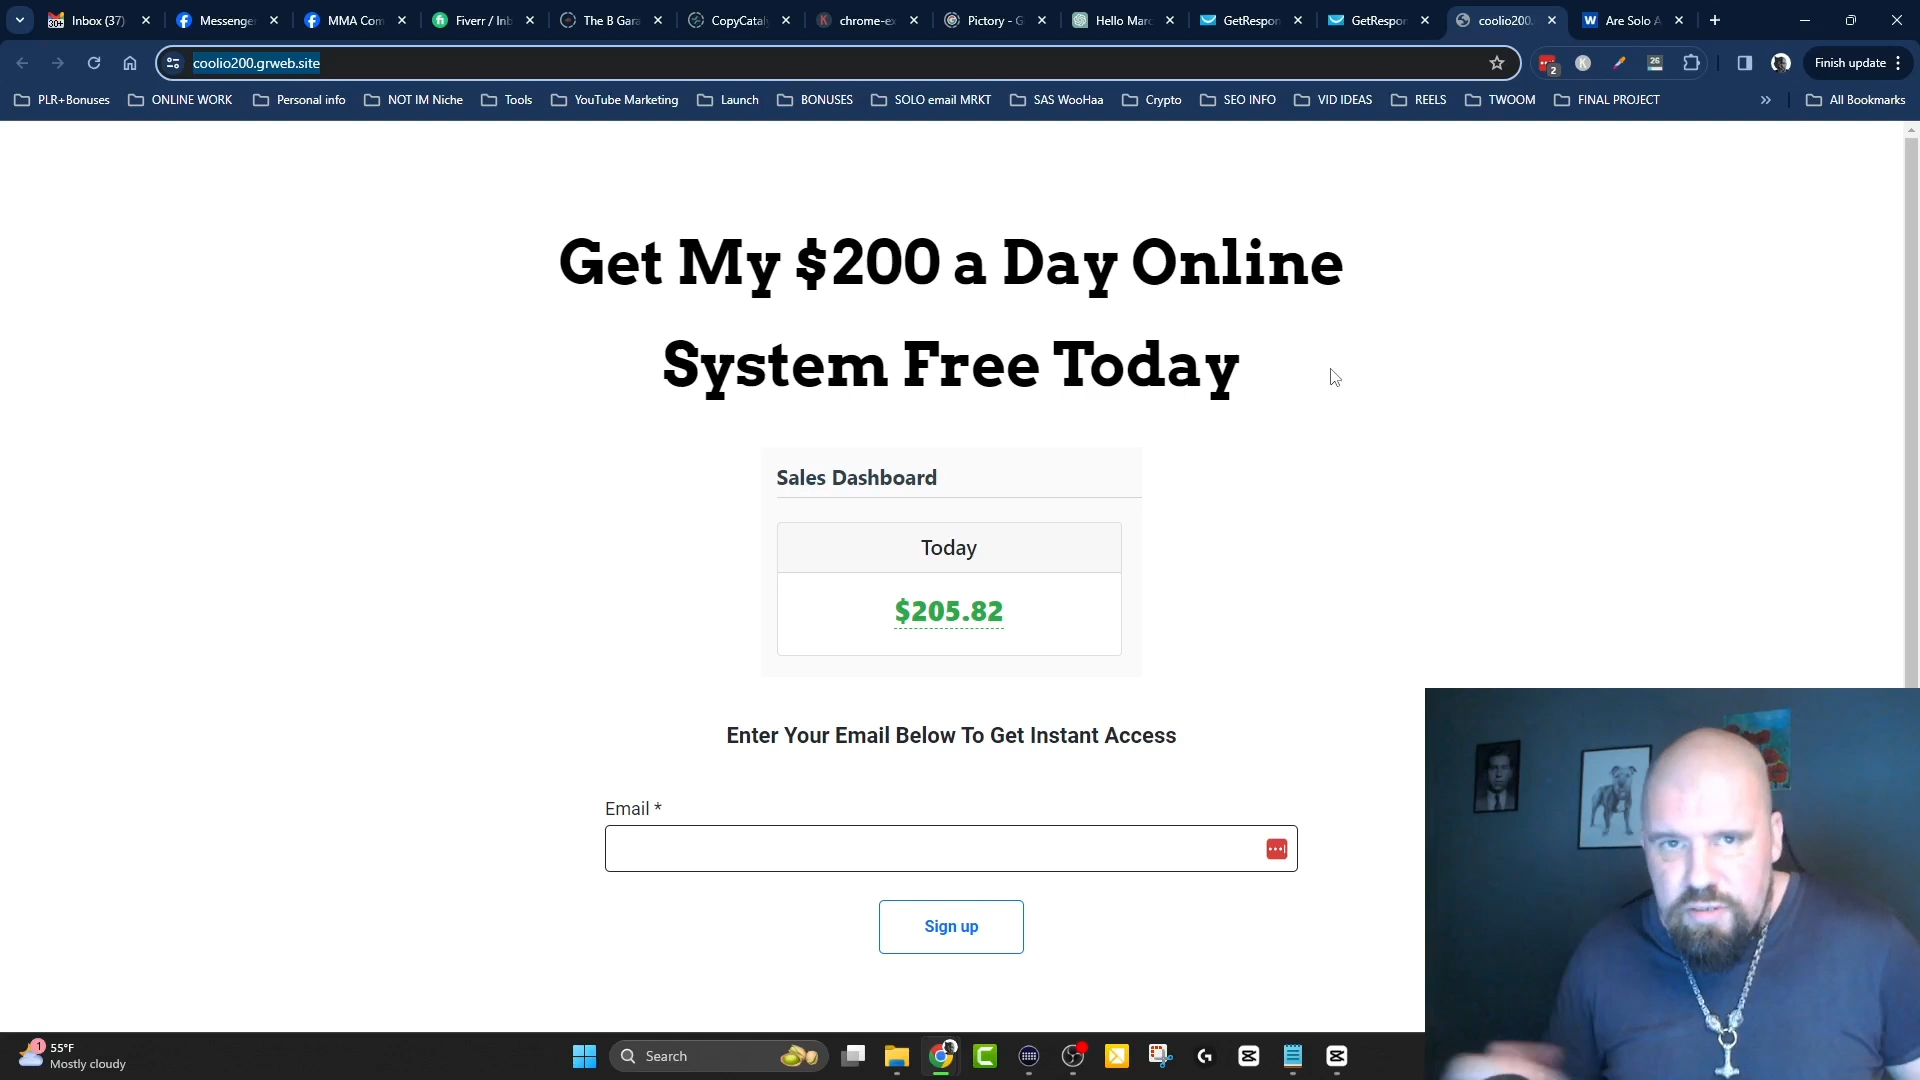 Inbox (37)
Messenger
MMA Com
Fiverr / Inb
The B Gara
CopyCatal
chrome-ex
Pictory - G
Hello Marc
GetRespon
GetRespon
coolio200.
Are Solo A
coolio200.grweb.site
2
26
Finish update
PLR+Bonuses
ONLINE WORK
Personal info
NOT IM Niche
Tools
YouTube Marketing
Launch
BONUSES
SOLO email MRKT
SAS WooHaa
Crypto
SEO INFO
VID IDEAS
REELS
TWOOM
FINAL PROJECT
»
All Bookmarks
Get My $200 a Day Online
System Free Today
Sales Dashboard
Today
$205.82
Enter Your Email Below To Get Instant Access
Email *
Sign up
1
55°F
Mostly cloudy
Search